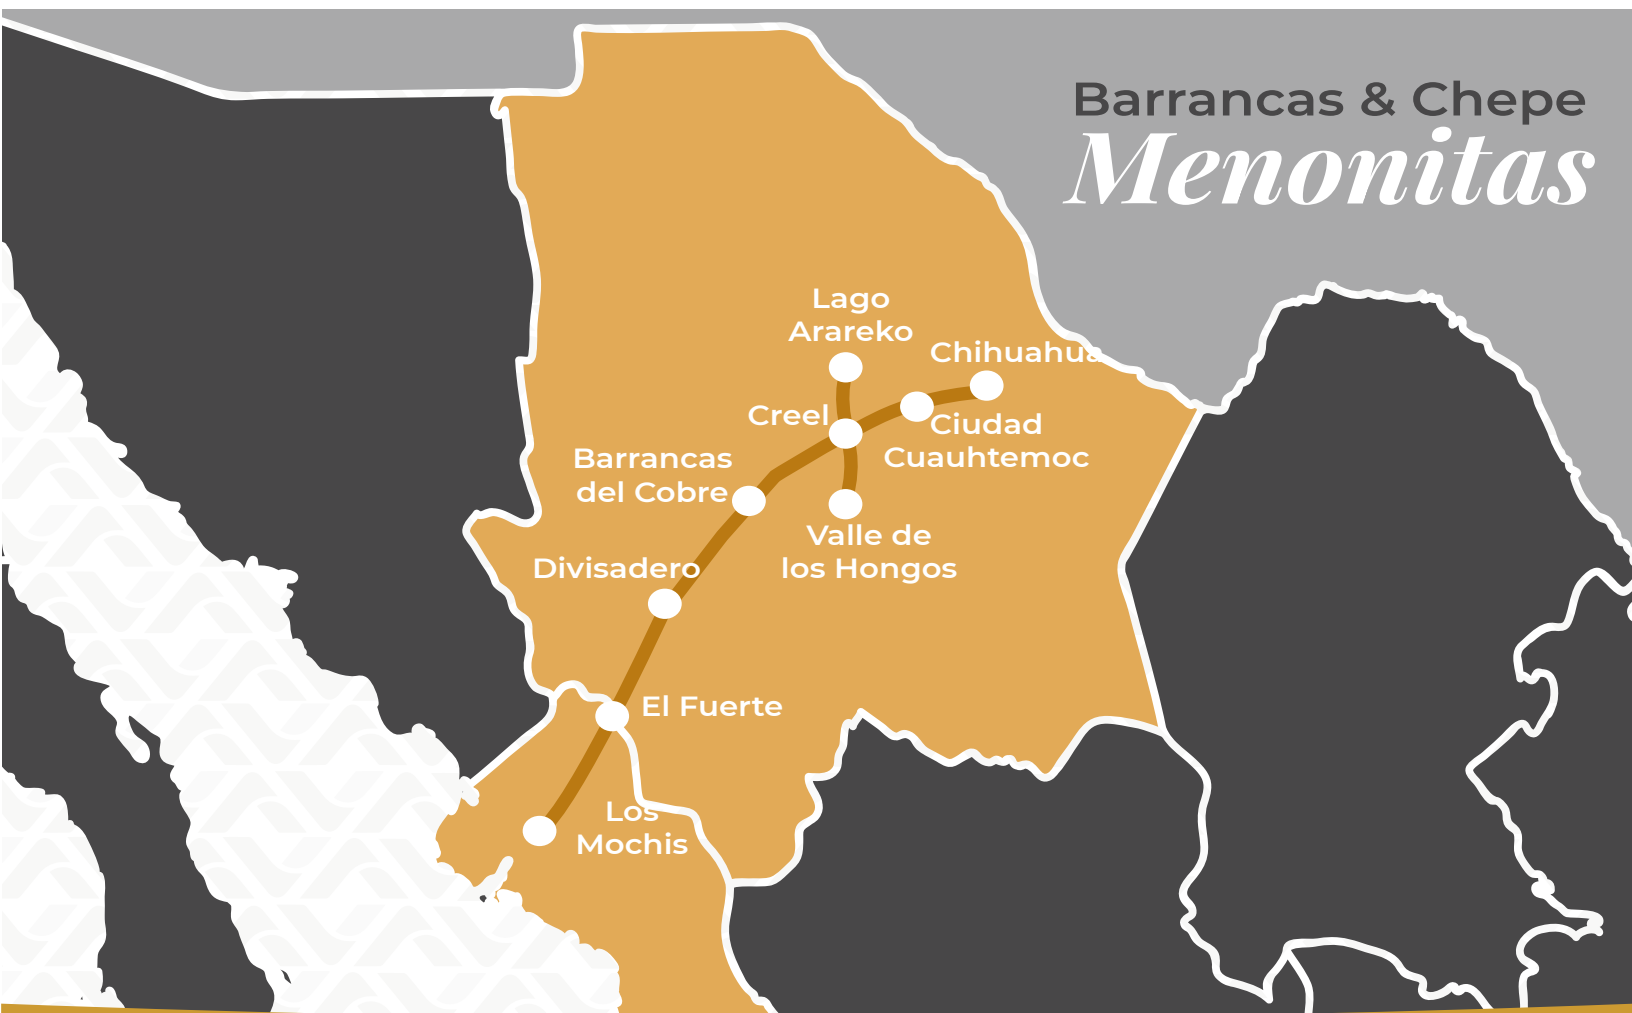 Barrancas & Chepe
Menonitas
Lago
Arareko
Chihuahua
Creel
Ciudad
Cuauhtemoc
Barrancas
del Cobre
Valle de
los Hongos
Divisadero
El Fuerte
Los
Mochis